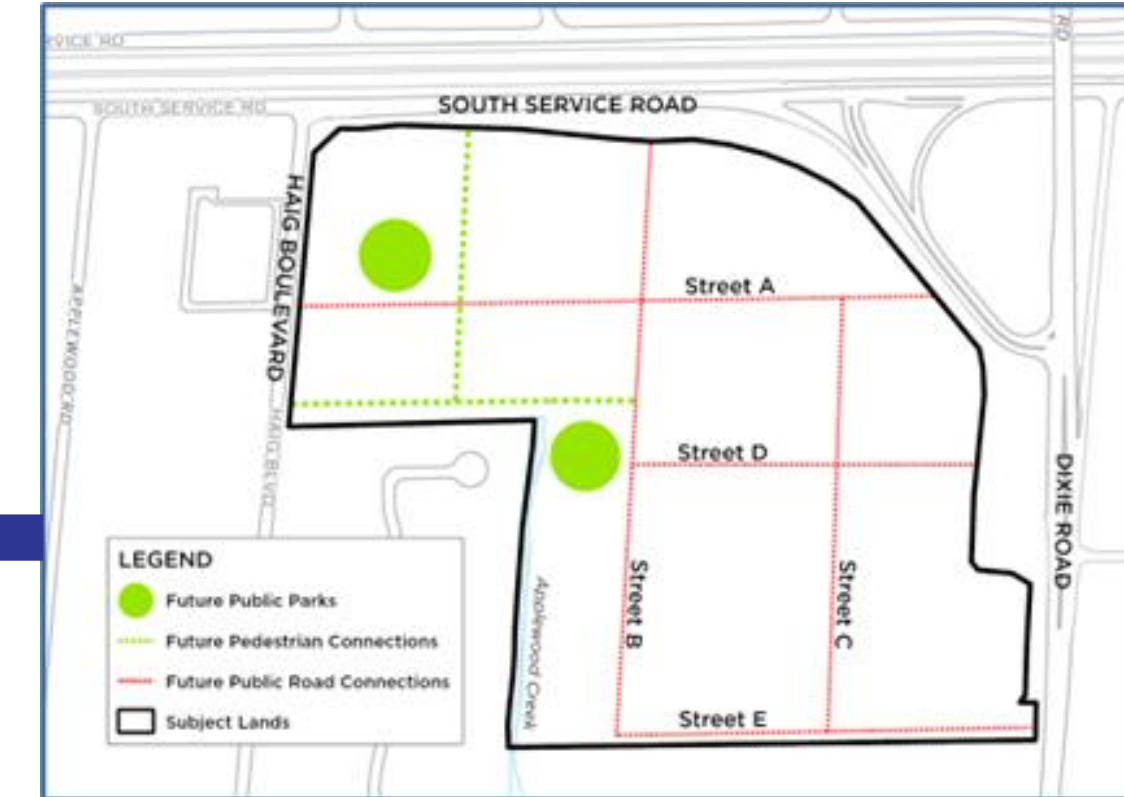 RVICE RD
RD
SOUTH SERVICE RD
SOUTH SERVICE ROAD
HAIG BOULEVARD
Street A
APPLEWOOD RD
HAIG BLVD
Street D
DIXIE ROAD
Street B
Street C
Applewood Creek
Street E
LEGEND
Future Public Parks
Future Pedestrian Connections
Future Public Road Connections
Subject Lands